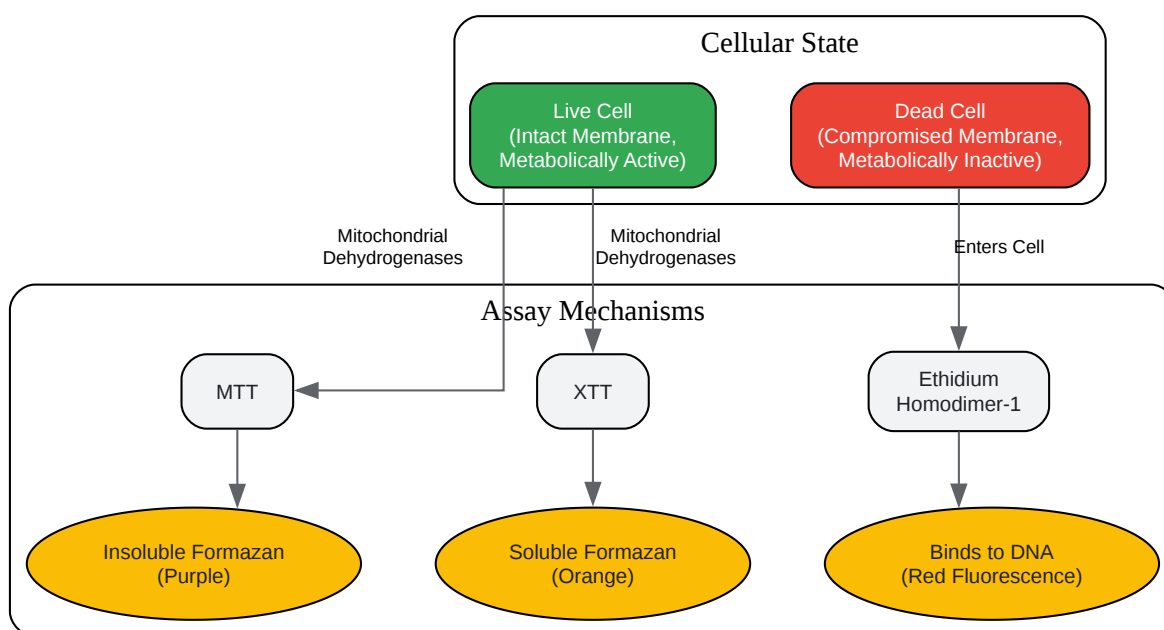 Cellular State
Live Cell
(Intact Membrane,
Metabolically Active)
Dead Cell
(Compromised Membrane,
Metabolically Inactive)
Mitochondrial
Dehydrogenases
Mitochondrial
Dehydrogenases
Enters Cell
Assay Mechanisms
MTT
XTT
Ethidium
Homodimer-1
Insoluble Formazan
(Purple)
Soluble Formazan
(Orange)
Binds to DNA
(Red Fluorescence)